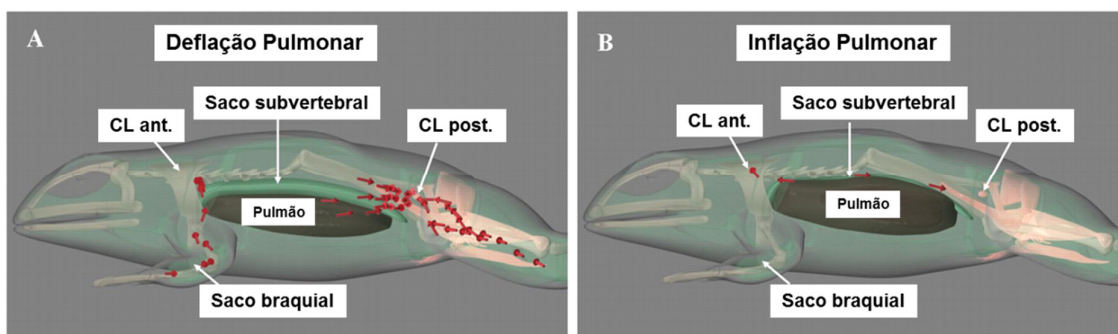 A
Deflação Pulmonar
Saco subvertebral
CL ant.
CL post.
Pulmão
Saco braquial
B
Inflação Pulmonar
Saco subvertebral
CL ant.
CL post.
Pulmão
Saco braquial